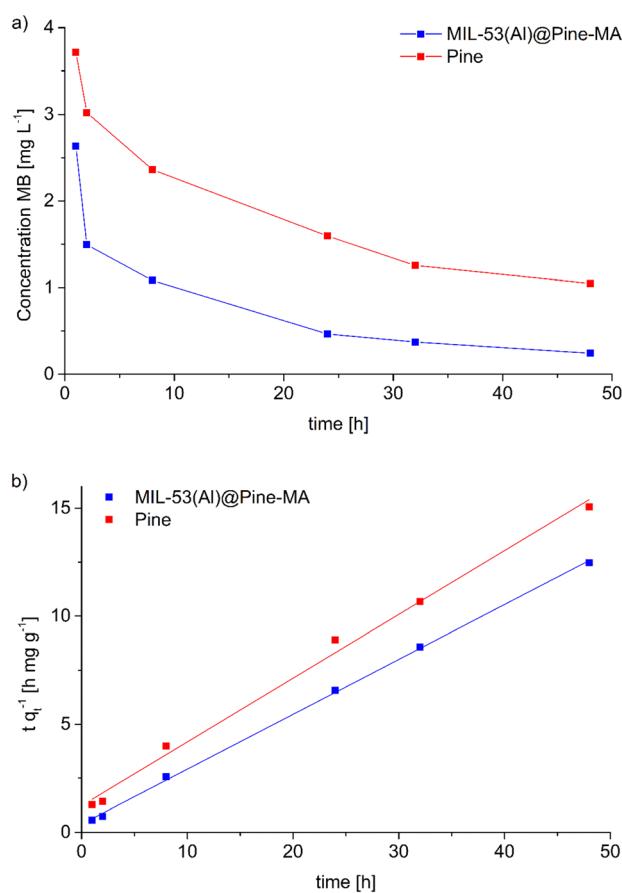 a)
MIL-53(Al)@Pine-MA
Pine
Concentration MB [mg L⁻¹]
4
3
2
1
0
0 10 20 30 40 50
time [h]
b)
MIL-53(Al)@Pine-MA
Pine
t qₜ⁻¹ [h mg g⁻¹]
15
10
5
0
0 10 20 30 40 50
time [h]